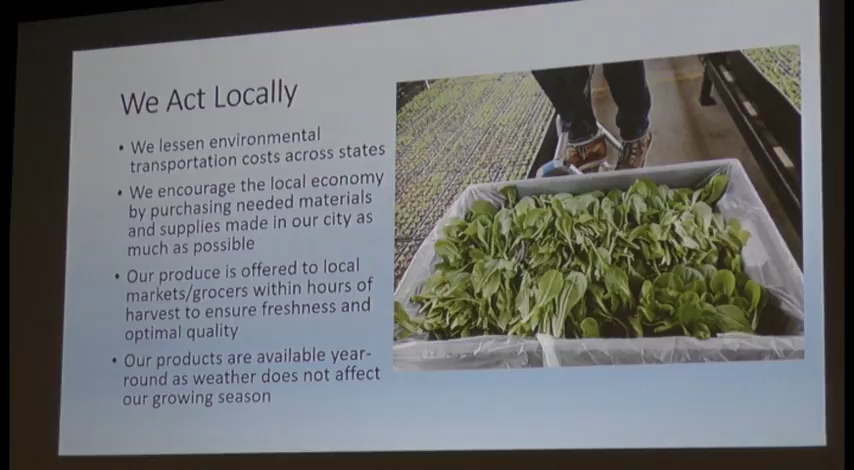 We Act Locally
• We lessen environmental
transportation costs across states
• We encourage the local economy
by purchasing needed materials
and supplies made in our city as
much as possible
• Our produce is offered to local
markets/grocers within hours of
harvest to ensure freshness and
optimal quality
• Our products are available year-
round as weather does not affect
our growing season